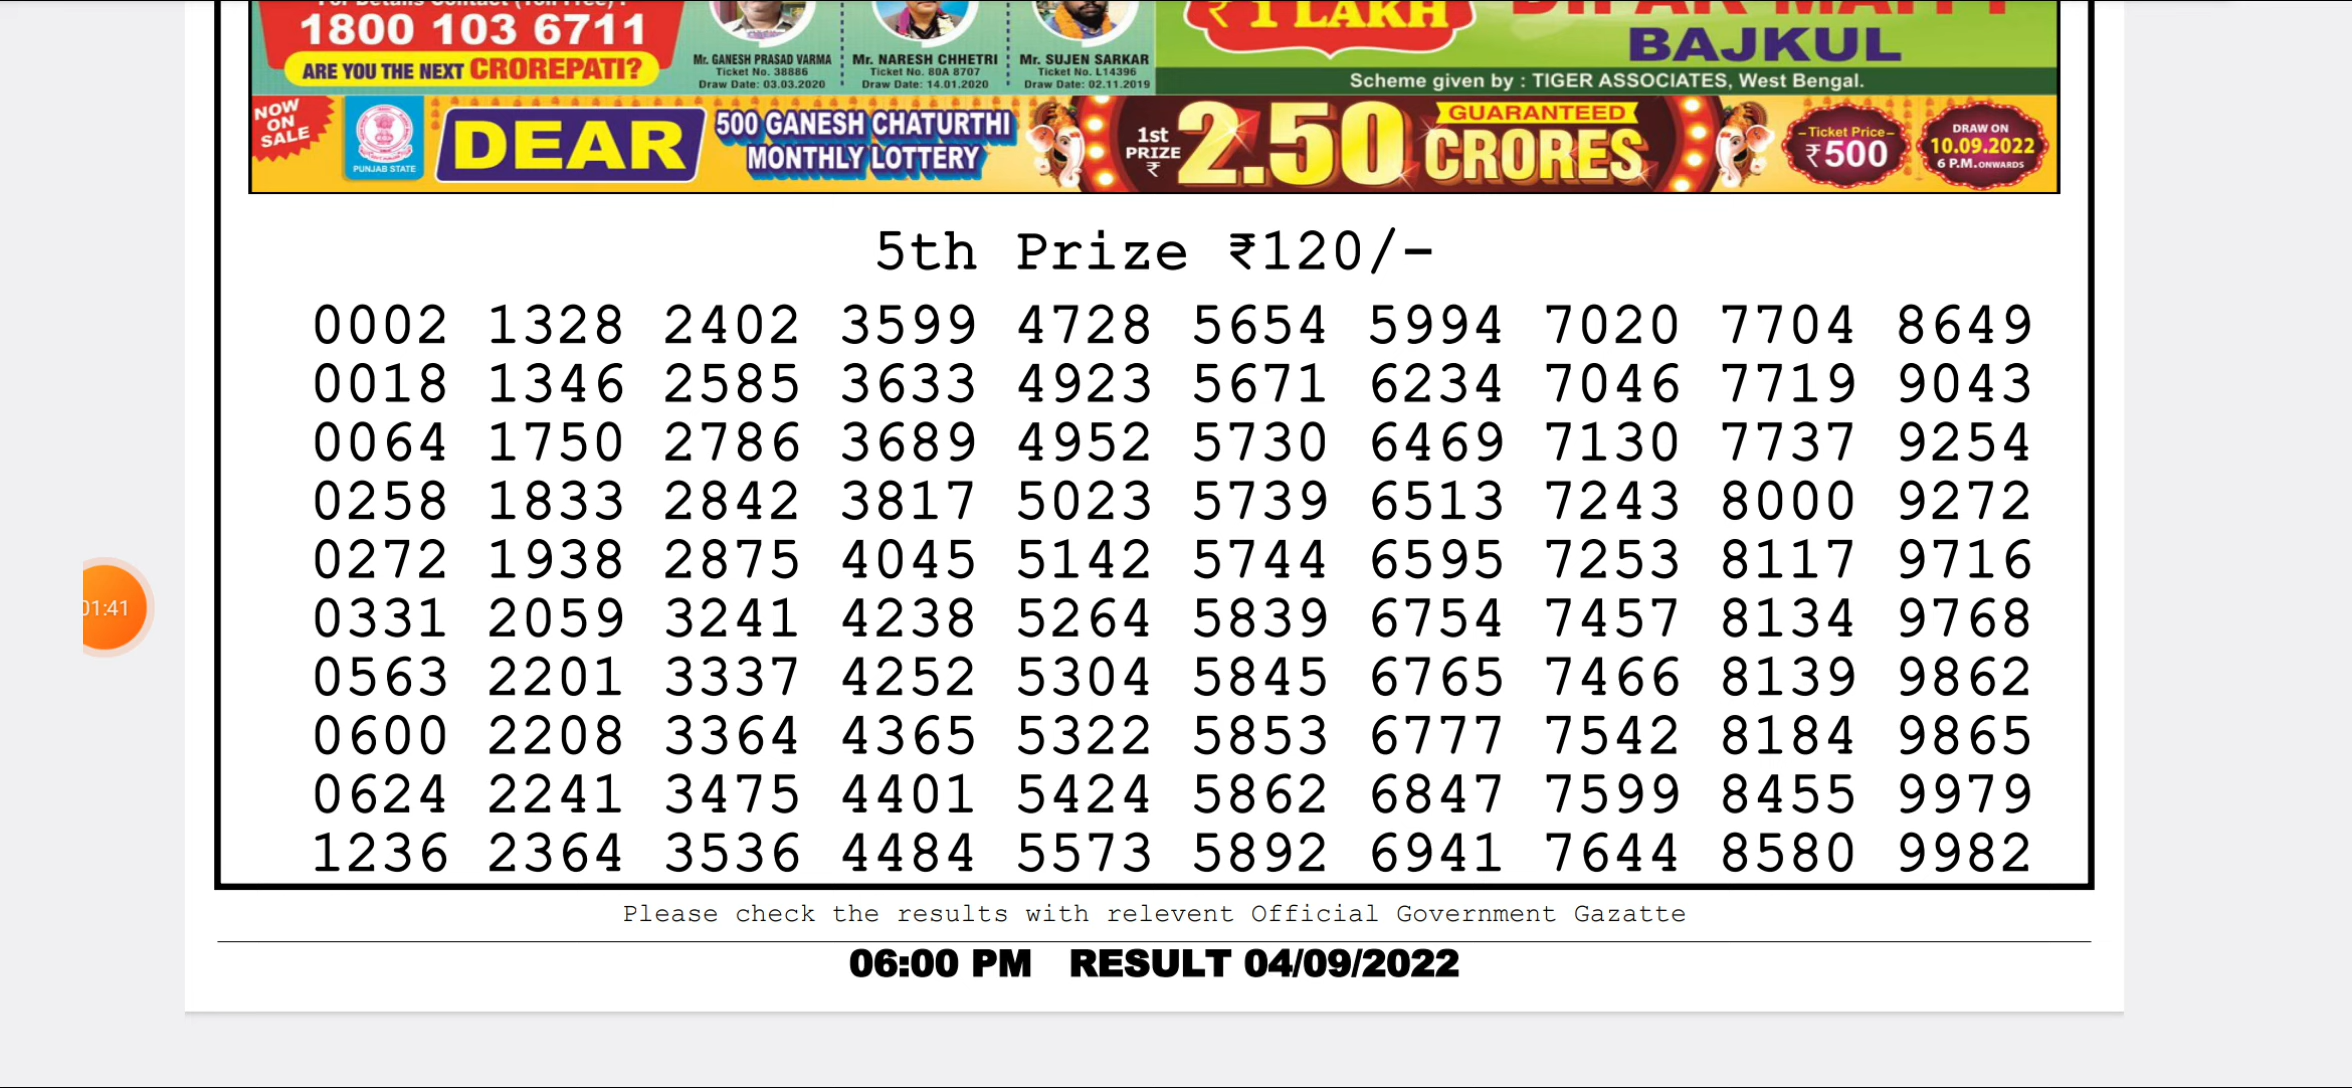 1800 103 6711
ARE YOU THE NEXT CROREPATI?
Mr. GANESH PRASAD VARMA
Ticket No. 38886
Draw Date: 03.03.2020
Mr. NARESH CHHETRI
Ticket No. 80A 8707
Draw Date: 14.01.2020
Mr. SUJEN SARKAR
Ticket No. L14396
Draw Date: 02.11.2019
₹ 1 LAKH
BAJKUL
Scheme given by : TIGER ASSOCIATES, West Bengal.
NOW
ON
SALE
PUNJAB STATE
DEAR
500 GANESH CHATURTHI
MONTHLY LOTTERY
1st
PRIZE
₹
2.50
GUARANTEED
CRORES
-Ticket Price-
₹500
DRAW ON
10.09.2022
6 P.M. ONWARDS
5th Prize ₹120/-
0002 1328 2402 3599 4728 5654 5994 7020 7704 8649
0018 1346 2585 3633 4923 5671 6234 7046 7719 9043
0064 1750 2786 3689 4952 5730 6469 7130 7737 9254
0258 1833 2842 3817 5023 5739 6513 7243 8000 9272
0272 1938 2875 4045 5142 5744 6595 7253 8117 9716
0331 2059 3241 4238 5264 5839 6754 7457 8134 9768
0563 2201 3337 4252 5304 5845 6765 7466 8139 9862
0600 2208 3364 4365 5322 5853 6777 7542 8184 9865
0624 2241 3475 4401 5424 5862 6847 7599 8455 9979
1236 2364 3536 4484 5573 5892 6941 7644 8580 9982
01:41
Please check the results with relevent Official Government Gazatte
06:00 PM RESULT 04/09/2022